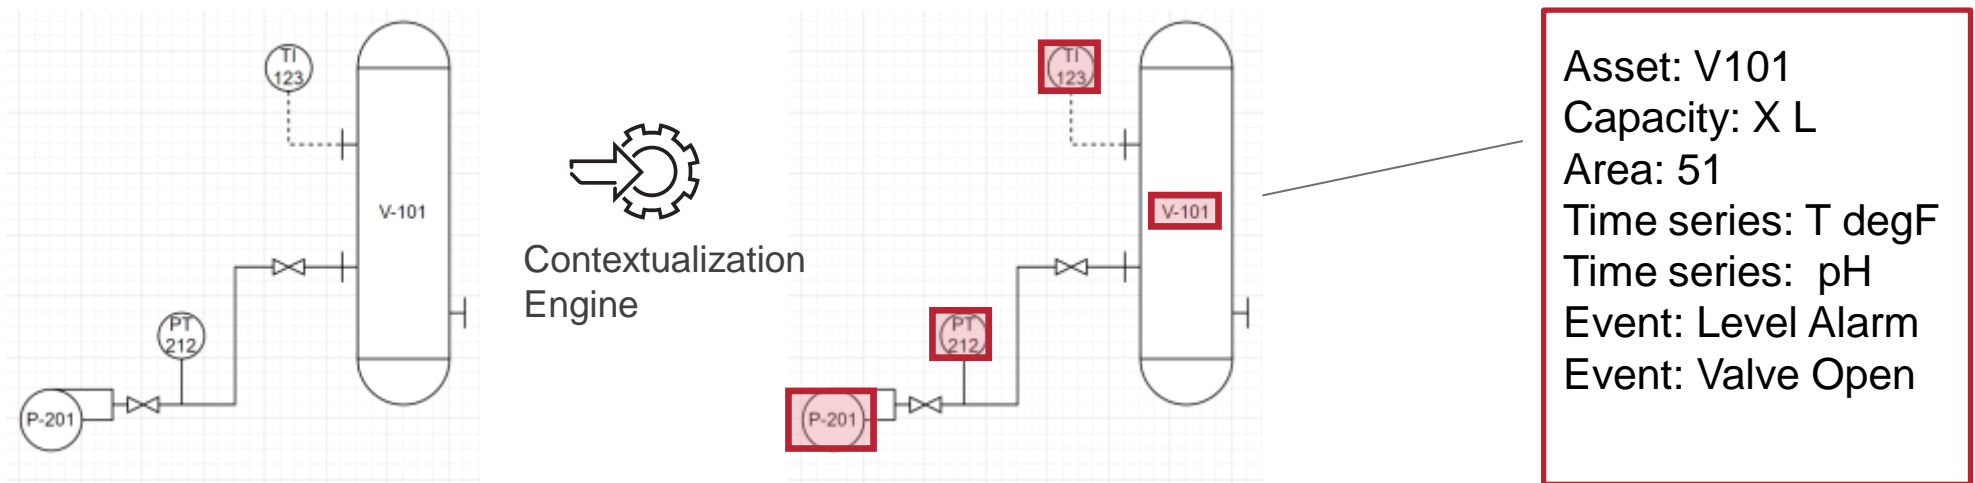 TI
123
V-101
PT
212
P-201
Contextualization
Engine
TI
123
V-101
PT
212
P-201
Asset: V101
Capacity: X L
Area: 51
Time series: T degF
Time series:  pH
Event: Level Alarm
Event: Valve Open